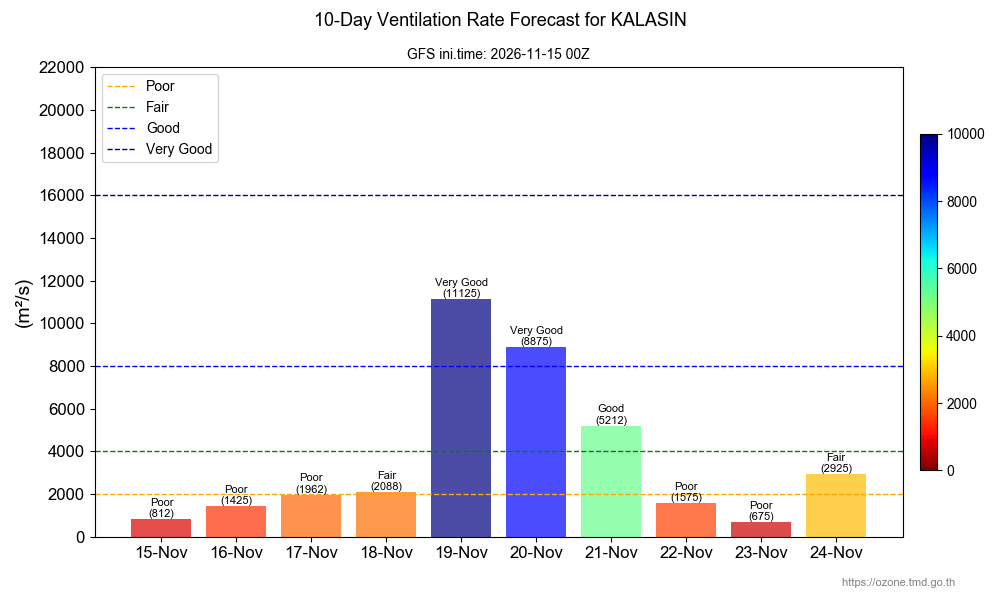 10-Day Ventilation Rate Forecast for KALASIN
GFS ini.time: 2026-11-15 00Z
22000
20000
18000
16000
14000
12000
10000
8000
6000
4000
2000
0
(m²/s)
Poor
Fair
Good
Very Good
Poor
(812)
Poor
(1425)
Poor
(1962)
Fair
(2088)
Very Good
(11125)
Very Good
(8875)
Good
(5212)
Poor
(1575)
Poor
(675)
Fair
(2925)
15-Nov
16-Nov
17-Nov
18-Nov
19-Nov
20-Nov
21-Nov
22-Nov
23-Nov
24-Nov
10000
8000
6000
4000
2000
0
https://ozone.tmd.go.th